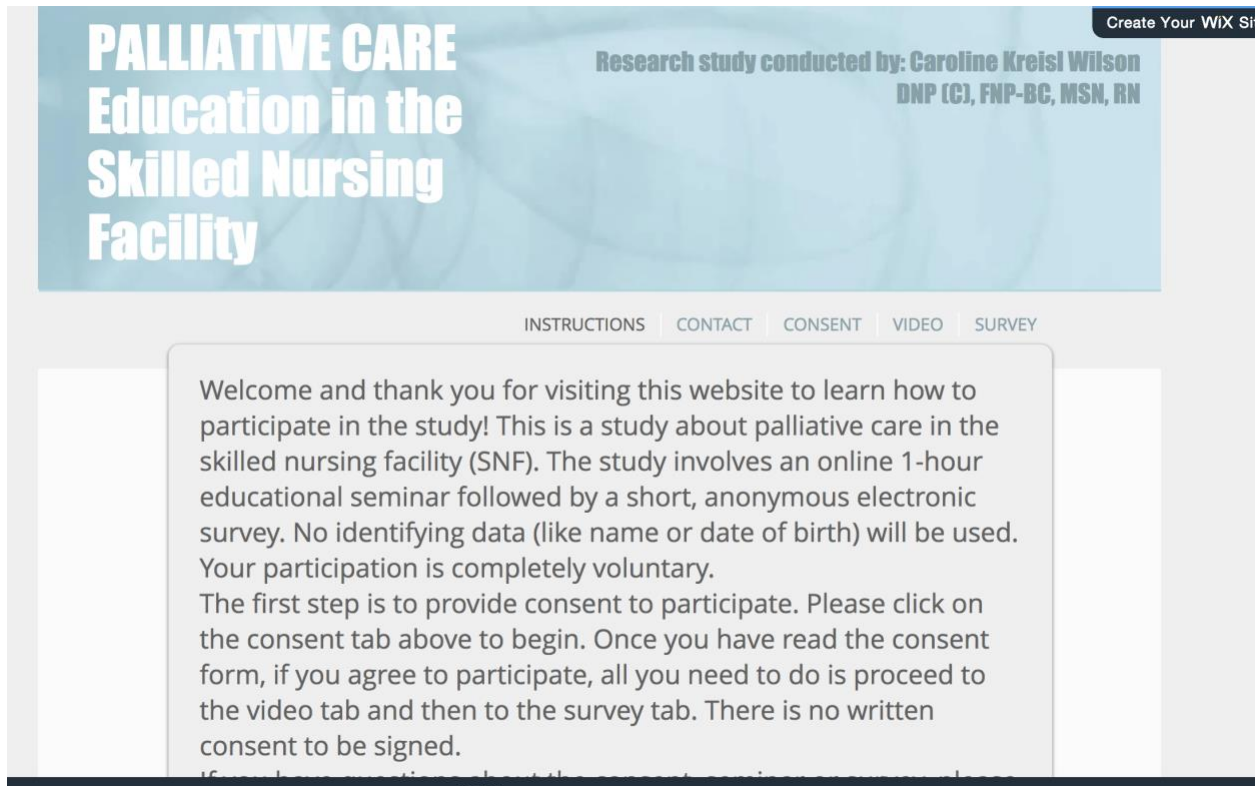 Create Your WiX
PALLIATIVE CARE
Education in the
Skilled Nursing
Facility
Research study conducted by: Caroline Kreisl Wilson
DNP (C), FNP-BC, MSN, RN
INSTRUCTIONS CONTACT CONSENT VIDEO SURVEY
Welcome and thank you for visiting this website to learn how to
participate in the study! This is a study about palliative care in the
skilled nursing facility (SNF). The study involves an online 1-hour
educational seminar followed by a short, anonymous electronic
survey. No identifying data (like name or date of birth) will be used.
Your participation is completely voluntary.
The first step is to provide consent to participate. Please click on
the consent tab above to begin. Once you have read the consent
form, if you agree to participate, all you need to do is proceed to
the video tab and then to the survey tab. There is no written
consent to be signed.